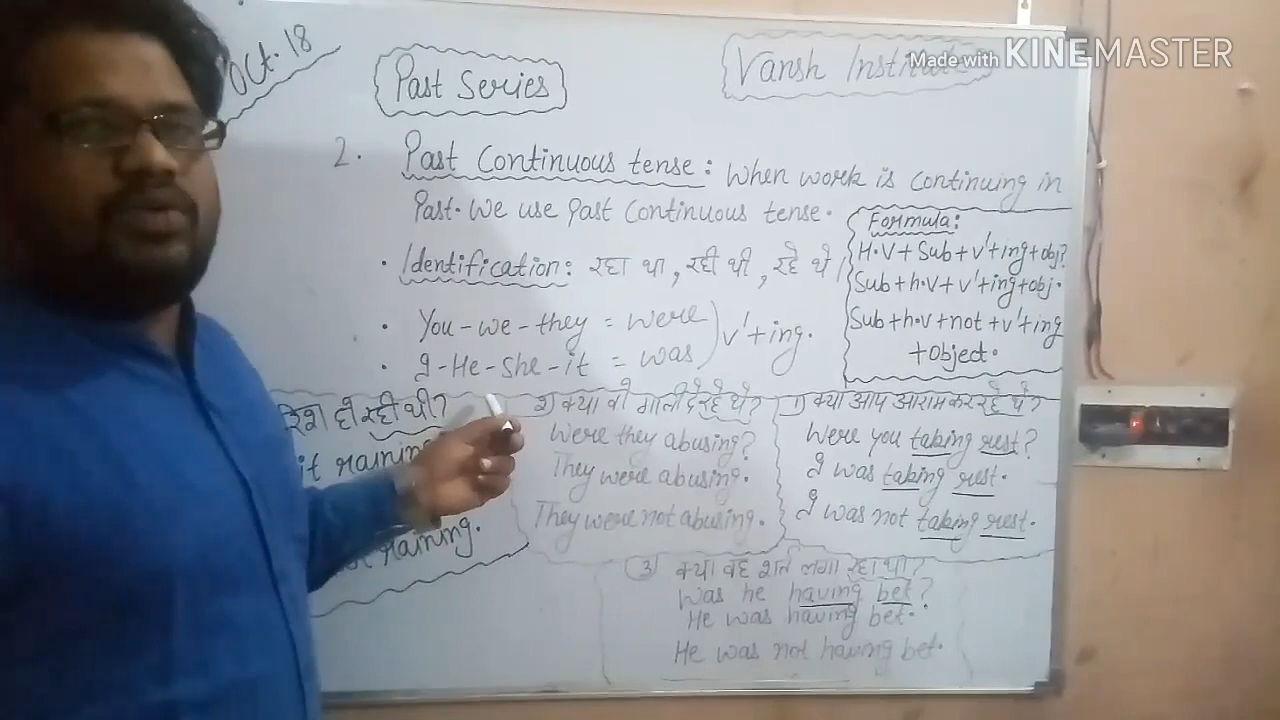 Oct. 18
Past Series
Vansh Institute
Made with KINEMASTER
2. Past Continuous tense: When work is continuing in
Past. We use Past Continuous tense.
• Identification: रहा था, रही थी, रहे थे
• You-we-they = were
• I-He-she-it = was
v¹+ing.
Formula:
H.V + Sub + v¹+ing+obj?
Sub+h.v+v¹+ing+obj.
Sub+h.v+not+v¹+ing
+object.
हो रही थी?
it raining
raining.
2) क्या वो गाली दे रहे थे?
Were they abusing?
They were abusing.
They were not abusing.
1) क्या आप आराम कर रहे थे?
Were you taking rest?
I was taking rest.
I was not taking rest.
3) क्या वह शर्त लगा रहा था?
Was he having bet?
He was having bet.
He was not having bet.